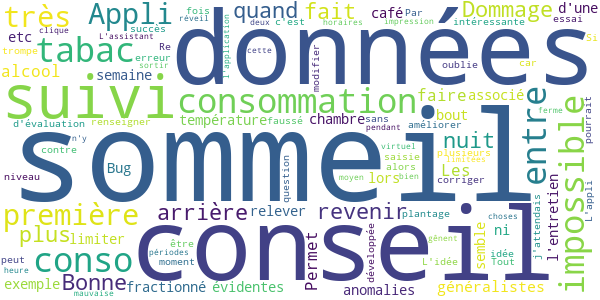 très Appli quand fois réveil succès deux c'est fait café Par impression Dommage intéressante d'une essai
etc tabac clique L'assistant Re l'application horaires
trompé semaine erreur sortir cette modifier données oublie car Si
alcool
suivi consommation faire associé
d'évaluation renseigner température faussé chambre sans améliorer bout plusieurs pourrait ferme
contre n'y pendant nuit virtuel limitées
niveau Bug sommeil question moyen lors saisie alors bien Les corriger entre impossible L'appli
première arrière relever revenir plantage choses j'attendais ni l'entretien
plus limiter être Permet développée gênent idée
peut conso périodes conseil L'idée semble Tout
heure Bonne moment
exemple mauvaise fractionné évidentes anomalies généralistes